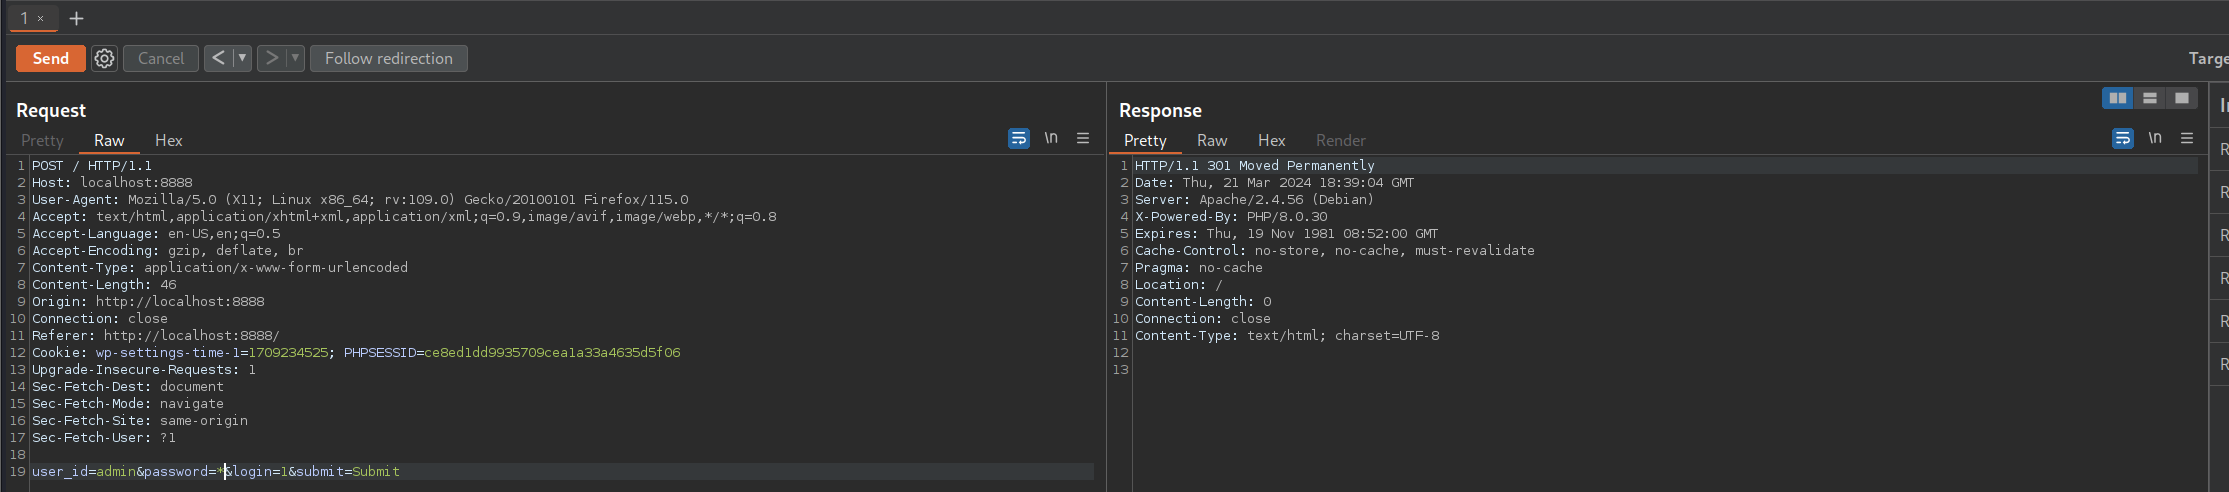 1 × +
Send Cancel < ▼ > ▼ Follow redirection Targe
Request
Pretty Raw Hex \n
1 POST / HTTP/1.1
2 Host: localhost:8888
3 User-Agent: Mozilla/5.0 (X11; Linux x86_64; rv:109.0) Gecko/20100101 Firefox/115.0
4 Accept: text/html,application/xhtml+xml,application/xml;q=0.9,image/avif,image/webp,*/*;q=0.8
5 Accept-Language: en-US,en;q=0.5
6 Accept-Encoding: gzip, deflate, br
7 Content-Type: application/x-www-form-urlencoded
8 Content-Length: 46
9 Origin: http://localhost:8888
10 Connection: close
11 Referer: http://localhost:8888/
12 Cookie: wp-settings-time-1=1709234525; PHPSESSID=ce8ed1dd9935709cea1a33a4635d5f06
13 Upgrade-Insecure-Requests: 1
14 Sec-Fetch-Dest: document
15 Sec-Fetch-Mode: navigate
16 Sec-Fetch-Site: same-origin
17 Sec-Fetch-User: ?1
18
19 user_id=admin&password=*&login=1&submit=Submit
Response
Pretty Raw Hex Render \n
1 HTTP/1.1 301 Moved Permanently
2 Date: Thu, 21 Mar 2024 18:39:04 GMT
3 Server: Apache/2.4.56 (Debian)
4 X-Powered-By: PHP/8.0.30
5 Expires: Thu, 19 Nov 1981 08:52:00 GMT
6 Cache-Control: no-store, no-cache, must-revalidate
7 Pragma: no-cache
8 Location: /
9 Content-Length: 0
10 Connection: close
11 Content-Type: text/html; charset=UTF-8
12
13